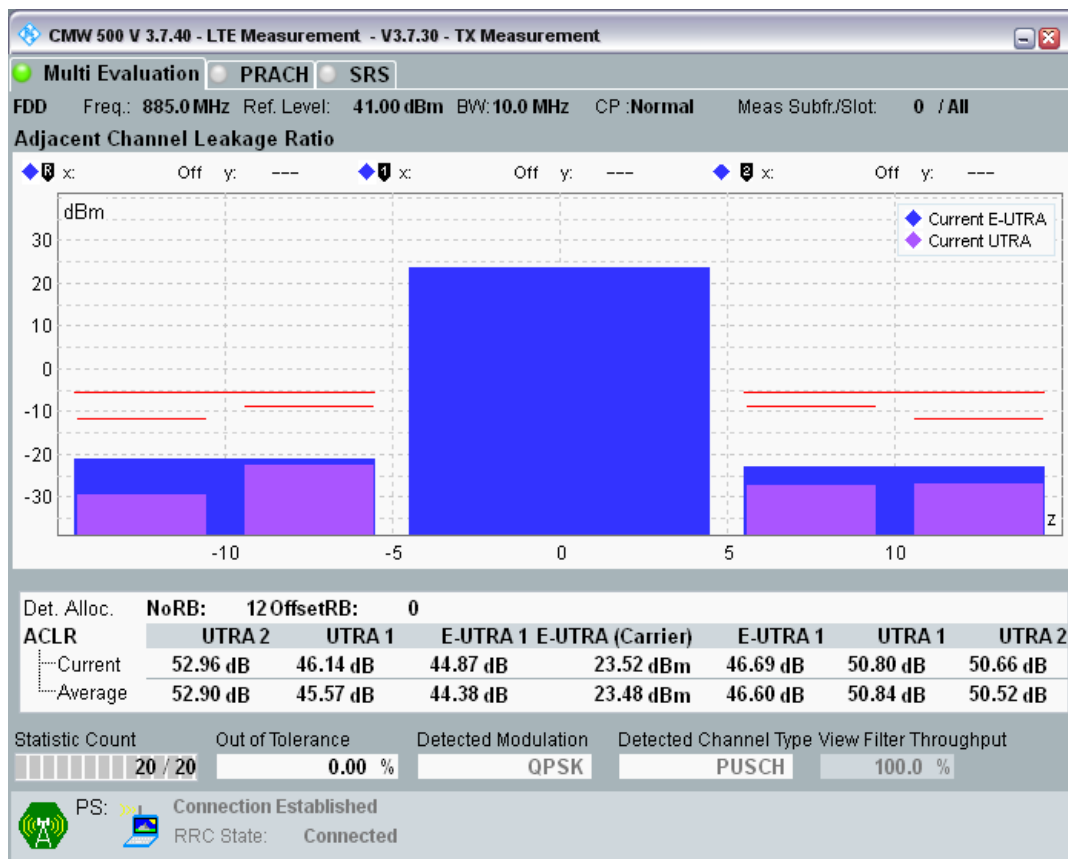 CMW 500 V 3.7.40 - LTE Measurement - V3.7.30 - TX Measurement
Multi Evaluation PRACH SRS
FDD Freq.: 885.0 MHz Ref. Level: 41.00 dBm BW: 10.0 MHz CP :Normal Meas Subfr./Slot: 0 / All
Adjacent Channel Leakage Ratio
R x: Off y: --- 1 x: Off y: --- 2 x: Off y: ---
dBm
Current E-UTRA
Current UTRA
30
20
10
0
-10
-20
-30
z
-10 -5 0 5 10
Det. Alloc. NoRB: 12 OffsetRB: 0
ACLR UTRA 2 UTRA 1 E-UTRA 1 E-UTRA (Carrier) E-UTRA 1 UTRA 1 UTRA 2
Current 52.96 dB 46.14 dB 44.87 dB 23.52 dBm 46.69 dB 50.80 dB 50.66 dB
Average 52.90 dB 45.57 dB 44.38 dB 23.48 dBm 46.60 dB 50.84 dB 50.52 dB
Statistic Count Out of Tolerance Detected Modulation Detected Channel Type View Filter Throughput
20 / 20 0.00 % QPSK PUSCH 100.0 %
PS: Connection Established
RRC State: Connected